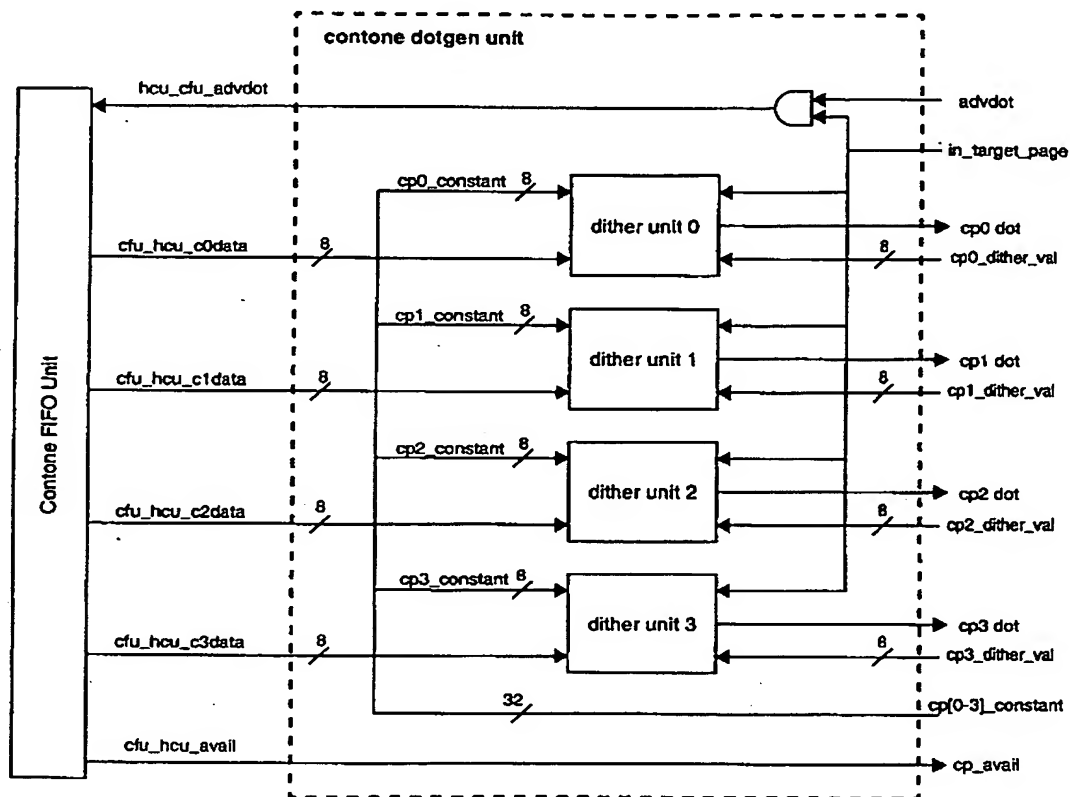 contone dotgen unit
hcu_cfu_advdot
advdot
in_target_page
cp0_constant 8
dither unit 0
cp0 dot
cfu_hcu_c0data 8
8 cp0_dither_val
cp1_constant 8
dither unit 1
cp1 dot
Contone FIFO Unit
cfu_hcu_c1data 8
8 cp1_dither_val
cp2_constant 8
dither unit 2
cp2 dot
cfu_hcu_c2data 8
8 cp2_dither_val
cp3_constant 8
dither unit 3
cp3 dot
cfu_hcu_c3data 8
8 cp3_dither_val
32 cp[0-3]_constant
cfu_hcu_avail
cp_avail